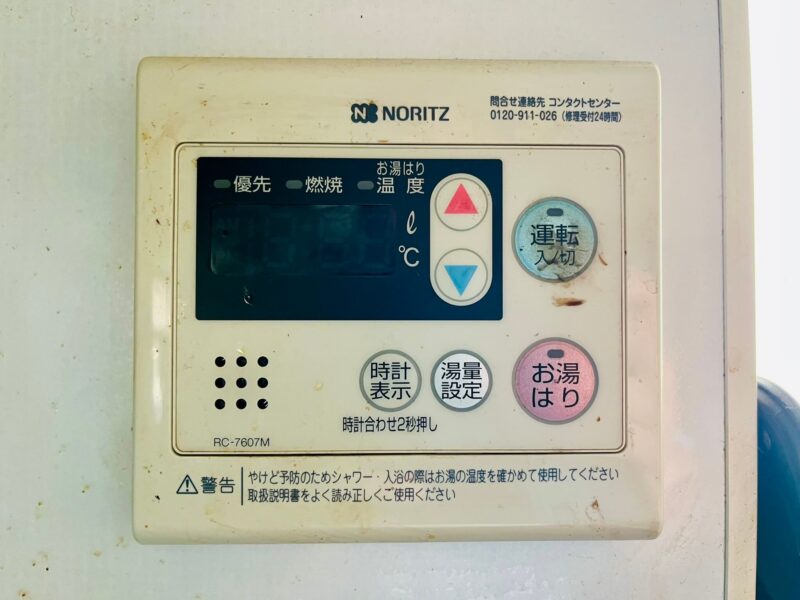 NORITZ
問合せ連絡先 コンタクトセンター
0120-911-026 (修理受付24時間)
お湯はり
優先 燃焼 温度
ℓ
℃
運転
入/切
時計
表示
湯量
設定
お湯
はり
時計合わせ2秒押し
RC-7607M
警告
やけど予防のためシャワー・入浴の際はお湯の温度を確かめて使用してください
取扱説明書をよく読み正しくご使用ください